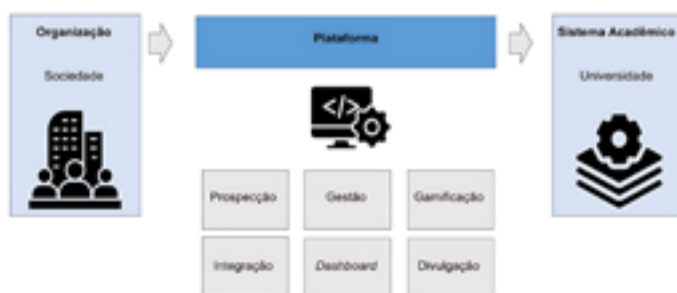 Organização
Sociedade
Plataforma
</>
Prospecção
Gestão
Gamificação
Integração
Dashboard
Divulgação
Sistema Acadêmico
Universidade